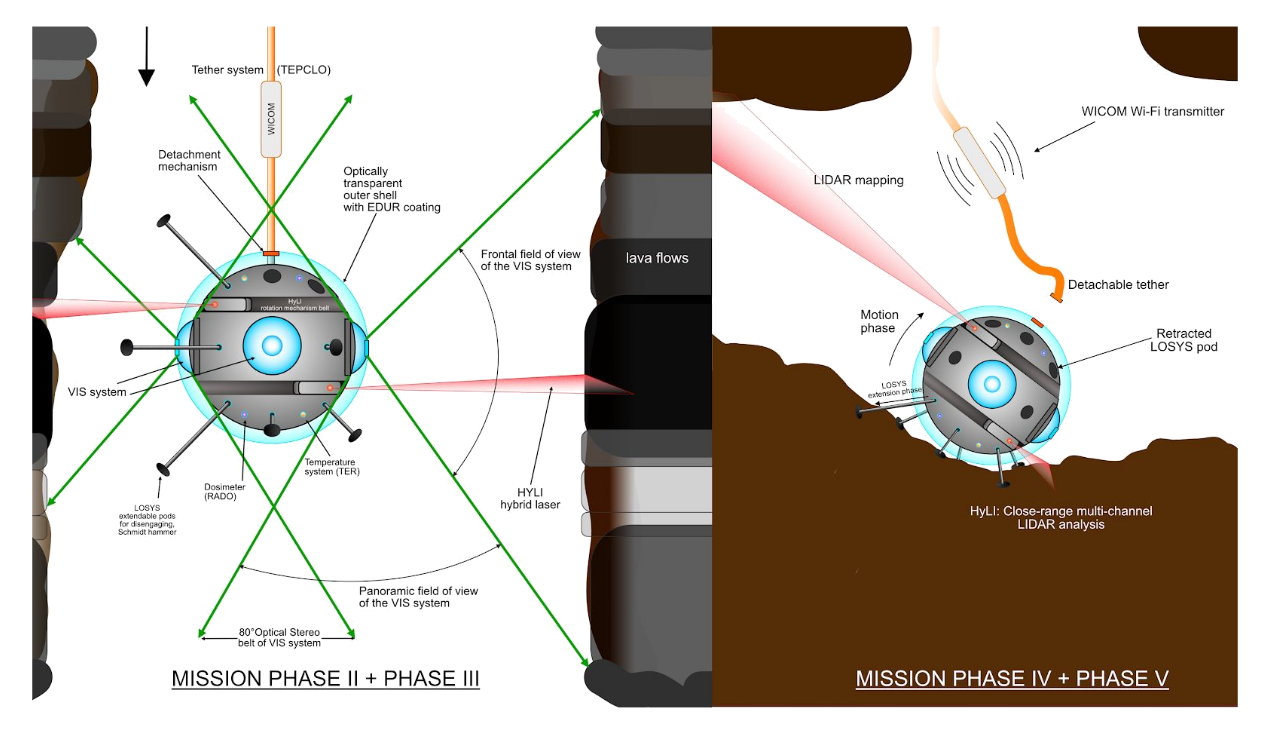 Tether system (TEPCLO)
WICOM
Detachment
mechanism
Optically
transparent
outer shell
with EDUR coating
Frontal field of view
of the VIS system
lava flows
HyLI
rotation mechanism belt
VIS system
Temperature
system (TER)
Dosimeter
(RADO)
LOSYS
extendable pods
for disengaging,
Schmidt hammer
HYLI
hybrid laser
Panoramic field of view
of the VIS system
80°Optical Stereo
belt of VIS system
MISSION PHASE II + PHASE III
WICOM Wi-Fi transmitter
LIDAR mapping
Detachable tether
Motion
phase
Retracted
LOSYS pod
LOSYS
extension phase
HyLI: Close-range multi-channel
LIDAR analysis
MISSION PHASE IV + PHASE V